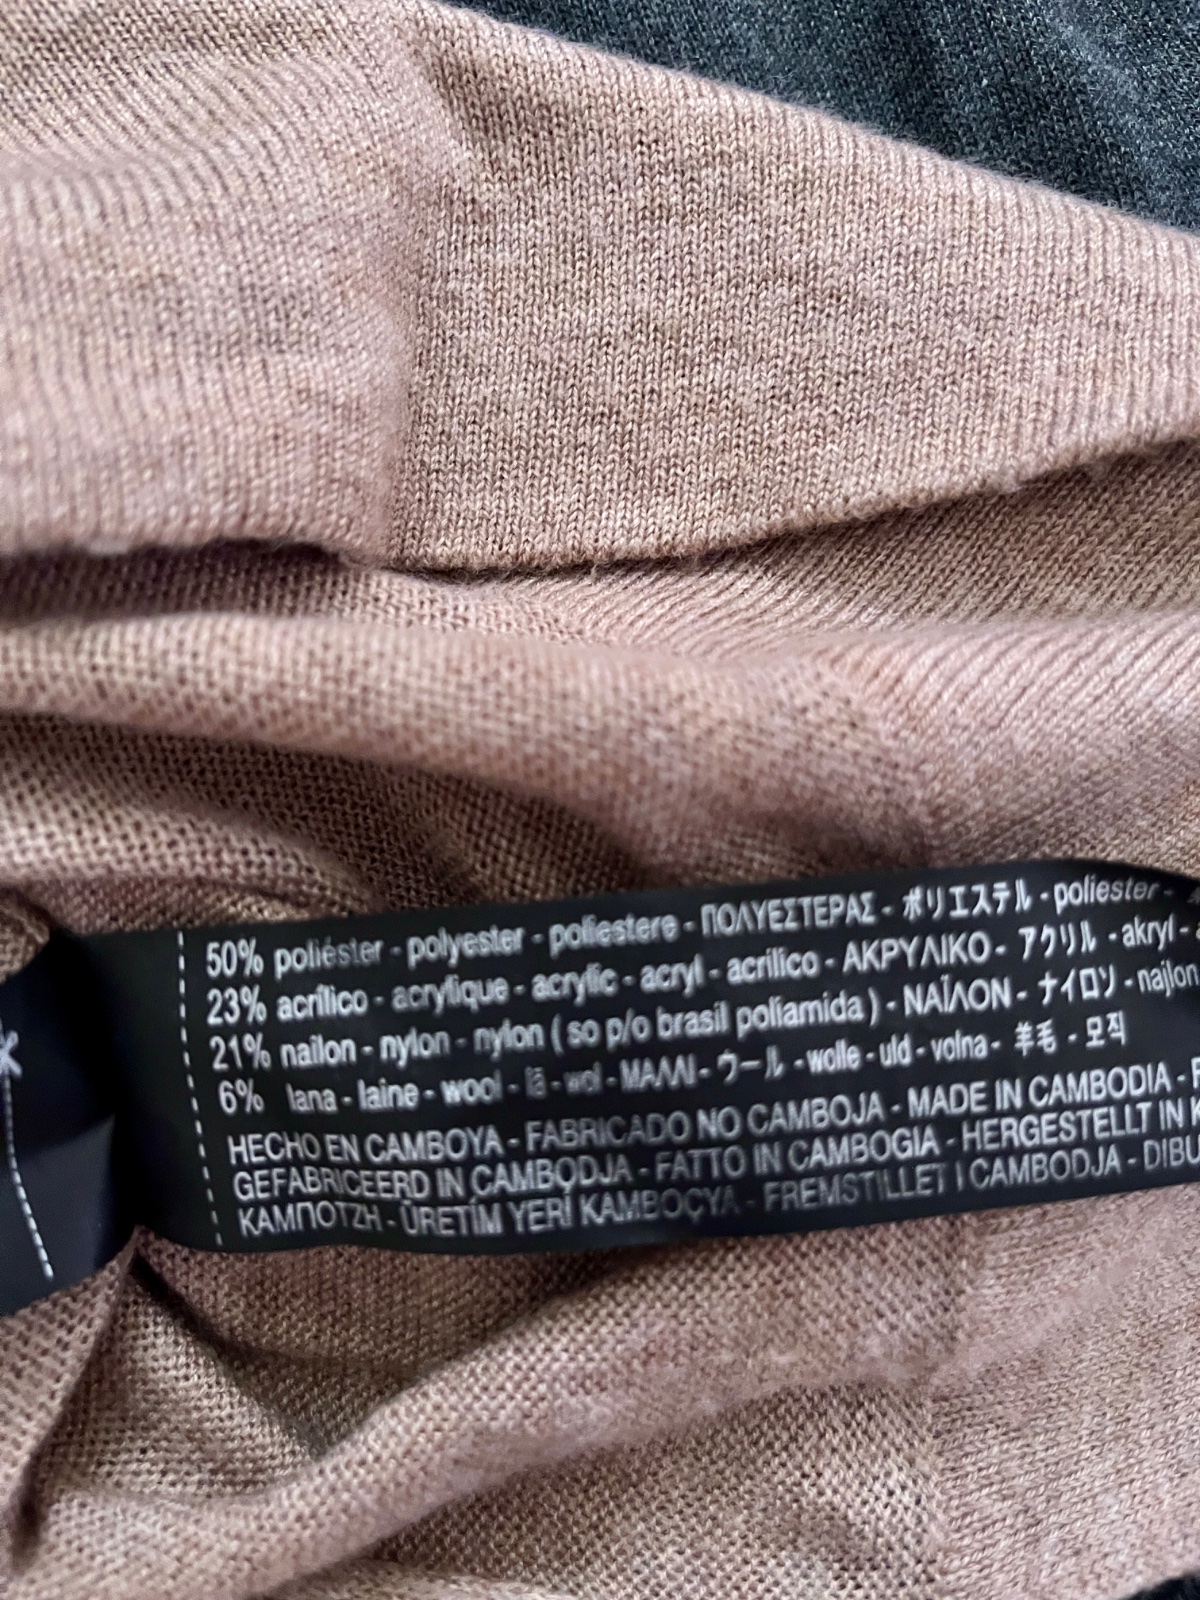 50% poliéster - polyester - poliestere - ΠΟΛΥΕΣΤΕΡΑΣ - ポリエステル - poliester -
23% acrílico - acrylique - acrylic - acryl - acrilico - ΑΚΡΥΛΙΚΟ - アクリル - akryl -
21% nailon - nylon - nylon ( so p/o brasil poliamida ) - ΝΑΪΛΟΝ - ナイロン - najlon
6% lana - laine - wool - lã - wol - ΜΑΛΛΙ - ウール - wolle - uld - volna - 羊毛 - 모직
HECHO EN CAMBOYA - FABRICADO NO CAMBOJA - MADE IN CAMBODIA -
GEFABRICEERD IN CAMBODJA - FATTO IN CAMBOGIA - HERGESTELLT IN
ΚΑΜΠΟΤΖΗ - ÜRETİM YERİ KAMBOÇYA - FREMSTILLET I CAMBODJA - DIBU